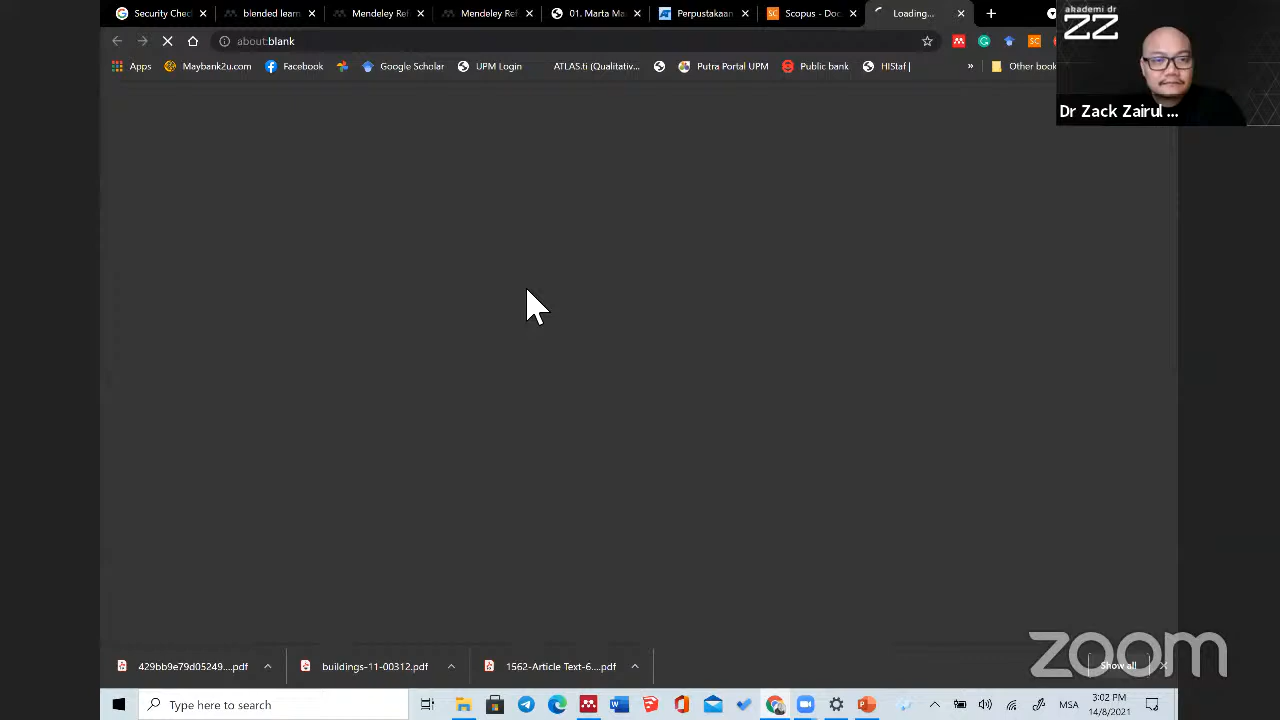 Security Chec
blended learn
Mendeley Ref
Mendeley Ref
01. Marta Ma
Perpustakaan
Scopus - Doc
Loading...
about:blank
Apps
Maybank2u.com
Facebook
Google Scholar
UPM Login
ATLAS.ti (Qualitativ...
Putra Portal UPM
Public bank
HIStaf |
»
Other book
akademi dr
ZZ
Dr Zack Zairul ...
429bb9e79d05249....pdf
buildings-11-00312.pdf
1562-Article Text-6....pdf
Show all
zoom
Type here to search
MSA
3:02 PM
14/8/2021